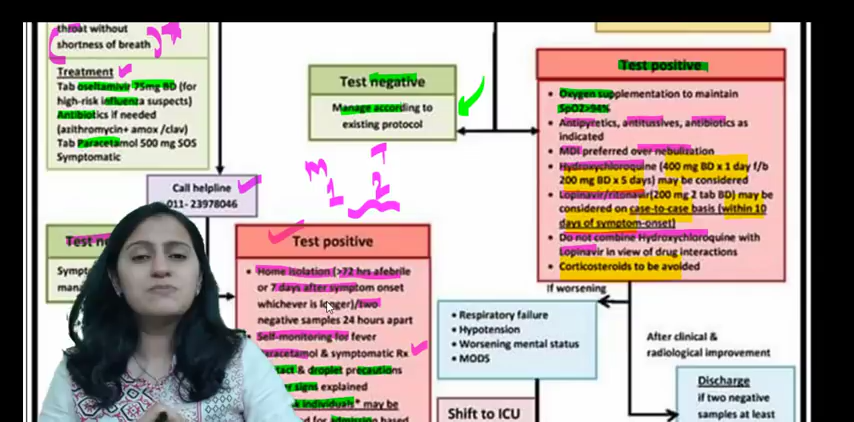 throat without
shortness of breath
Treatment
Tab oseltamivir 75mg BD (for
high-risk influenza suspects)
Antibiotics if needed
(azithromycin+ amox /clav)
Tab Paracetamol 500 mg SOS
Symptomatic
Test negative
Manage according to
existing protocol
Test positive
• Oxygen supplementation to maintain
SpO2>94%
• Antipyretics, antitussives, antibiotics as
indicated
• MDI preferred over nebulization
• Hydroxychloroquine (400 mg BD x 1 day f/b
200 mg BD x 5 days) may be considered
• Lopinavir/ritonavir(200 mg 2 tab BD) may be
considered on case-to-case basis (within 10
days of symptom-onset)
• Do not combine Hydroxychloroquine with
Lopinavir in view of drug interactions
• Corticosteroids to be avoided
Call helpline
011- 23978046
Test
Test positive
• Home isolation (>72 hrs afebrile
or 7 days after symptom onset
whichever is longer)/two
negative samples 24 hours apart
• Self-monitoring for fever
& symptomatic Rx
& droplet precautions
signs explained
individuals* may be
for admission based
If worsening
• Respiratory failure
• Hypotension
• Worsening mental status
• MODS
Shift to ICU
After clinical &
radiological improvement
Discharge
if two negative
samples at least